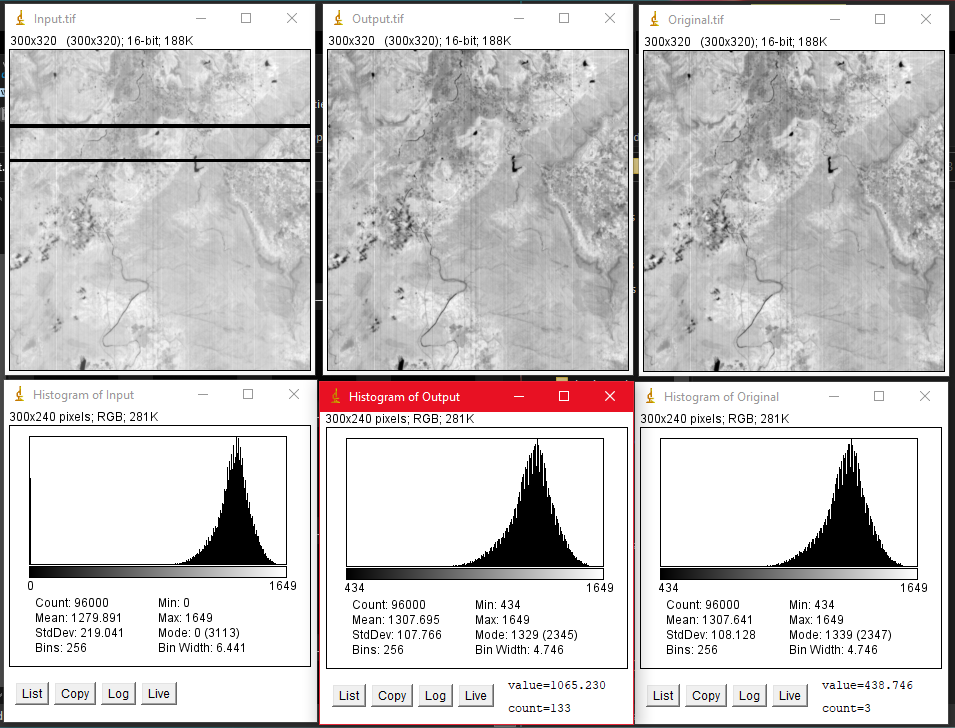 Input.tif
300x320 (300x320); 16-bit; 188K
Output.tif
300x320 (300x320); 16-bit; 188K
Original.tif
300x320 (300x320); 16-bit; 188K
Histogram of Input
300x240 pixels; RGB; 281K
0 1649
Count: 96000 Min: 0
Mean: 1279.891 Max: 1649
StdDev: 219.041 Mode: 0 (3113)
Bins: 256 Bin Width: 6.441
List Copy Log Live
Histogram of Output
300x240 pixels; RGB; 281K
434 1649
Count: 96000 Min: 434
Mean: 1307.695 Max: 1649
StdDev: 107.766 Mode: 1329 (2345)
Bins: 256 Bin Width: 4.746
List Copy Log Live value=1065.230
count=133
Histogram of Original
300x240 pixels; RGB; 281K
434 1649
Count: 96000 Min: 434
Mean: 1307.641 Max: 1649
StdDev: 108.128 Mode: 1339 (2347)
Bins: 256 Bin Width: 4.746
List Copy Log Live value=438.746
count=3